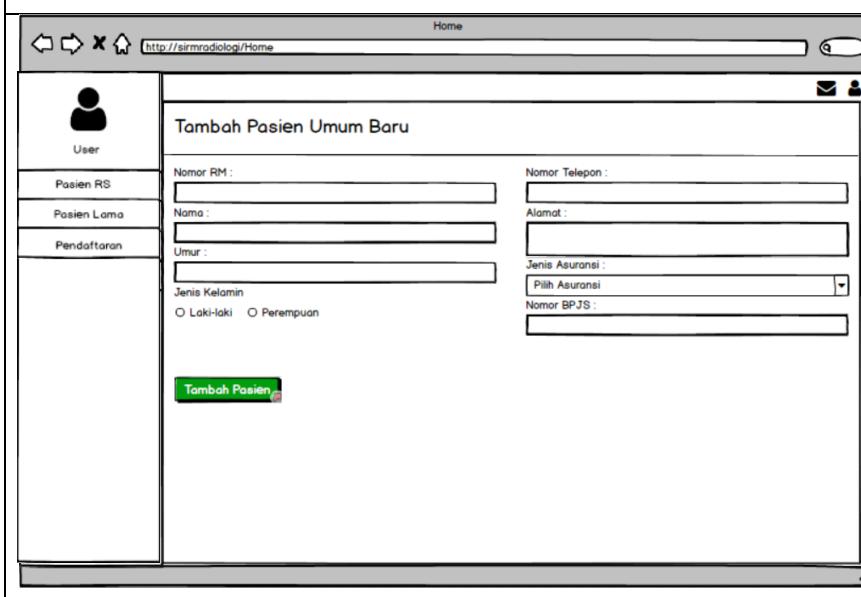 Home
http://sirmradiologi/Home
User
Pasien RS
Pasien Lama
Pendaftaran
Tambah Pasien Umum Baru
Nomor RM :
Nama :
Umur :
Jenis Kelamin
Laki-laki Perempuan
Nomor Telepon :
Alamat :
Jenis Asuransi :
Pilih Asuransi
Nomor BPJS :
Tambah Pasien